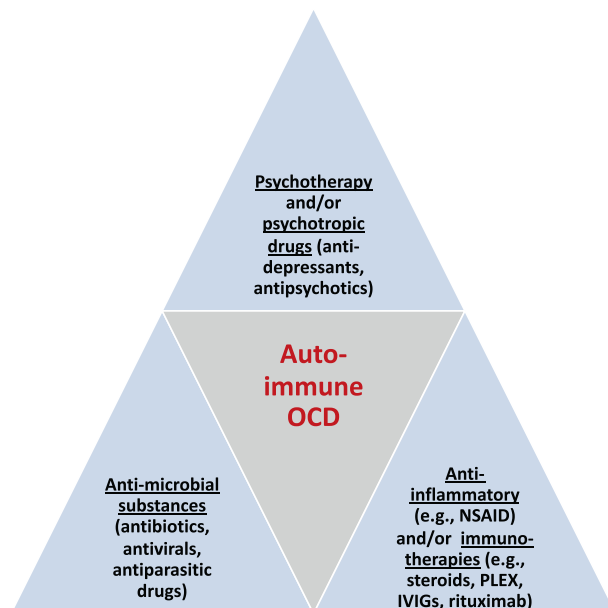 Psychotherapy
and/or
psychotropic
drugs (anti-
depressants,
antipsychotics)
Auto-
immune
OCD
Anti-microbial
substances
(antibiotics,
antivirals,
antiparasitic
drugs)
Anti-
inflammatory
(e.g., NSAID)
and/or immuno-
therapies (e.g.,
steroids, PLEX,
IVIGs, rituximab)